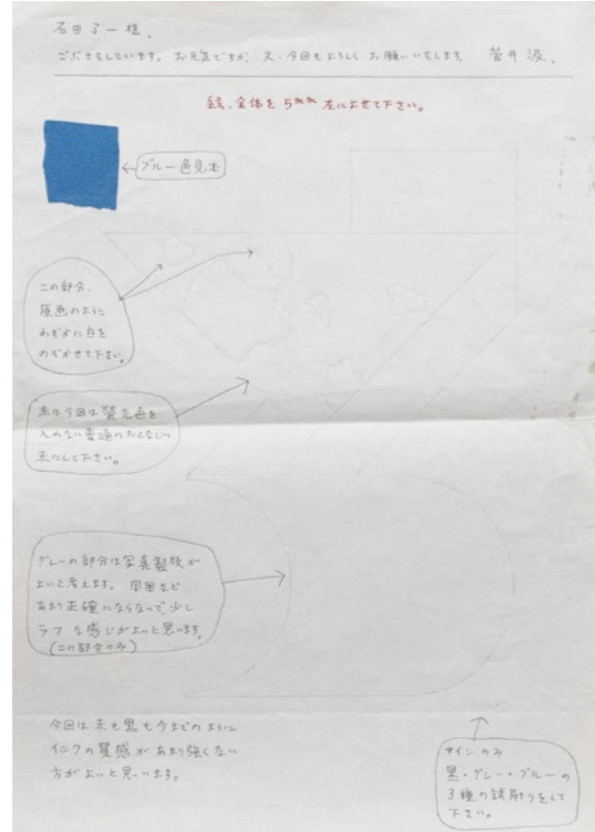 石田了一様、
ごぶさたしています。お元気ですか。又、今回もよろしくお願いいたします。 菅井汲、
絵、全体を5mm左によせて下さい。
ブルー色見本
この部分、
原画のように
わずかに白を
のぞかせて下さい。
赤は今回は螢光色を
入れない普通のおとなしい
赤にして下さい。
グレーの部分は写真製版が
よいと考えます。周囲など
あまり正確にならないで、少し
ラフな感じがよいと思います。
(この部分のみ)
今回は赤も黒も今までのように
インクの質感があまり強くない
方がよいと思います。
サインのみ
黒・グレー・ブルーの
3種の試刷りをして
下さい。